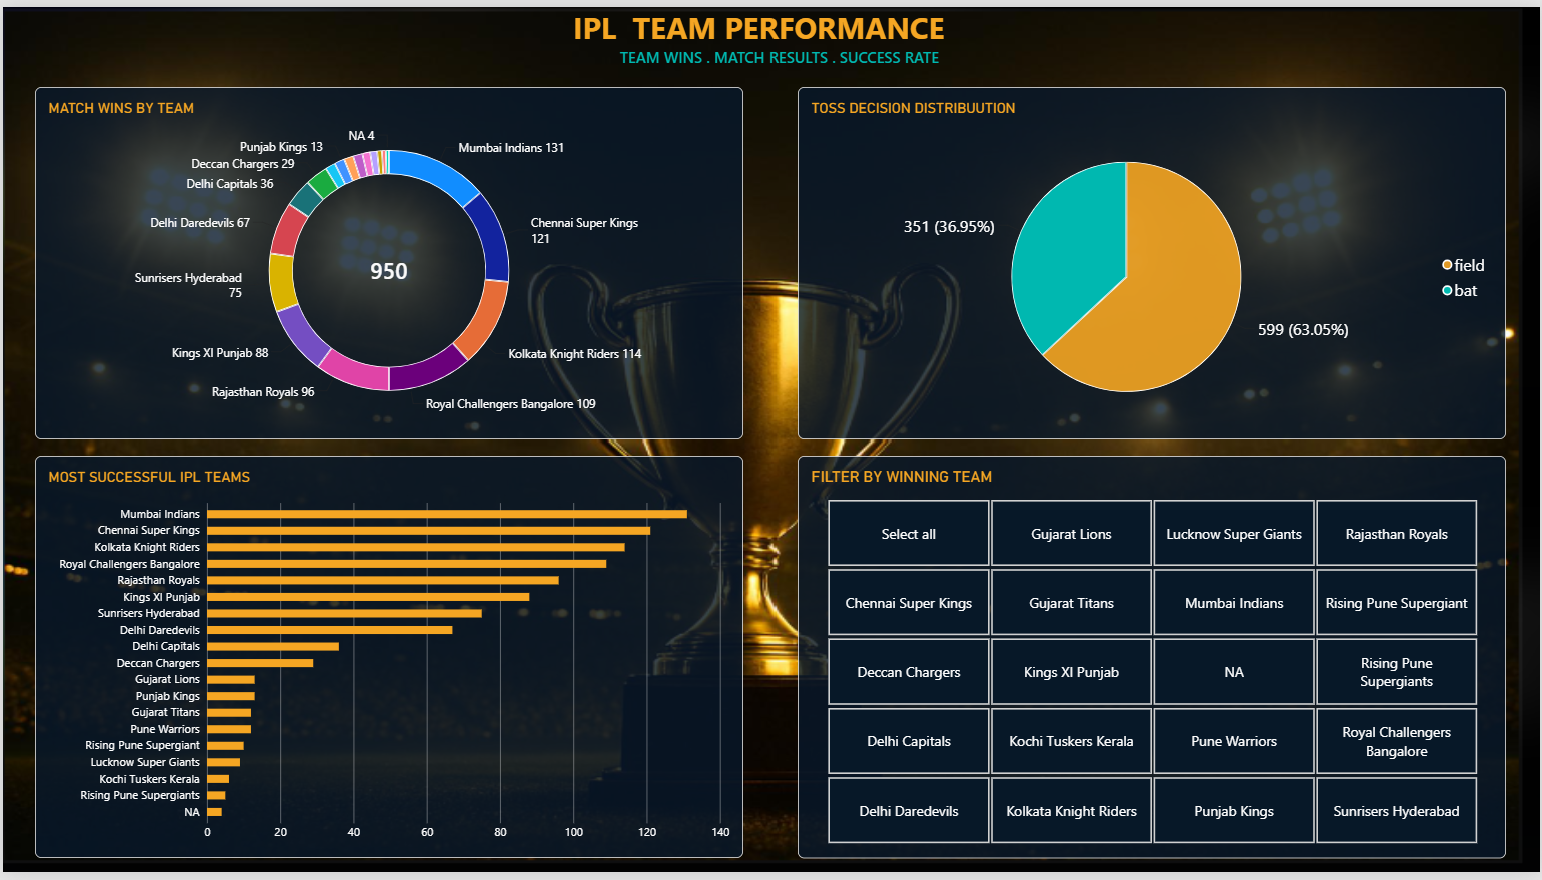 IPL TEAM PERFORMANCE
TEAM WINS . MATCH RESULTS . SUCCESS RATE
MATCH WINS BY TEAM
NA 4
Punjab Kings 13
Mumbai Indians 131
Deccan Chargers 29
Delhi Capitals 36
Delhi Daredevils 67
Chennai Super Kings
121
950
Sunrisers Hyderabad
75
Kings XI Punjab 88
Kolkata Knight Riders 114
Rajasthan Royals 96
Royal Challengers Bangalore 109
TOSS DECISION DISTRIBUUTION
351 (36.95%)
599 (63.05%)
field
bat
MOST SUCCESSFUL IPL TEAMS
Mumbai Indians
Chennai Super Kings
Kolkata Knight Riders
Royal Challengers Bangalore
Rajasthan Royals
Kings XI Punjab
Sunrisers Hyderabad
Delhi Daredevils
Delhi Capitals
Deccan Chargers
Gujarat Lions
Punjab Kings
Gujarat Titans
Pune Warriors
Rising Pune Supergiant
Lucknow Super Giants
Kochi Tuskers Kerala
Rising Pune Supergiants
NA
0 20 40 60 80 100 120 140
FILTER BY WINNING TEAM
Select all
Gujarat Lions
Lucknow Super Giants
Rajasthan Royals
Chennai Super Kings
Gujarat Titans
Mumbai Indians
Rising Pune Supergiant
Deccan Chargers
Kings XI Punjab
NA
Rising Pune
Supergiants
Delhi Capitals
Kochi Tuskers Kerala
Pune Warriors
Royal Challengers
Bangalore
Delhi Daredevils
Kolkata Knight Riders
Punjab Kings
Sunrisers Hyderabad